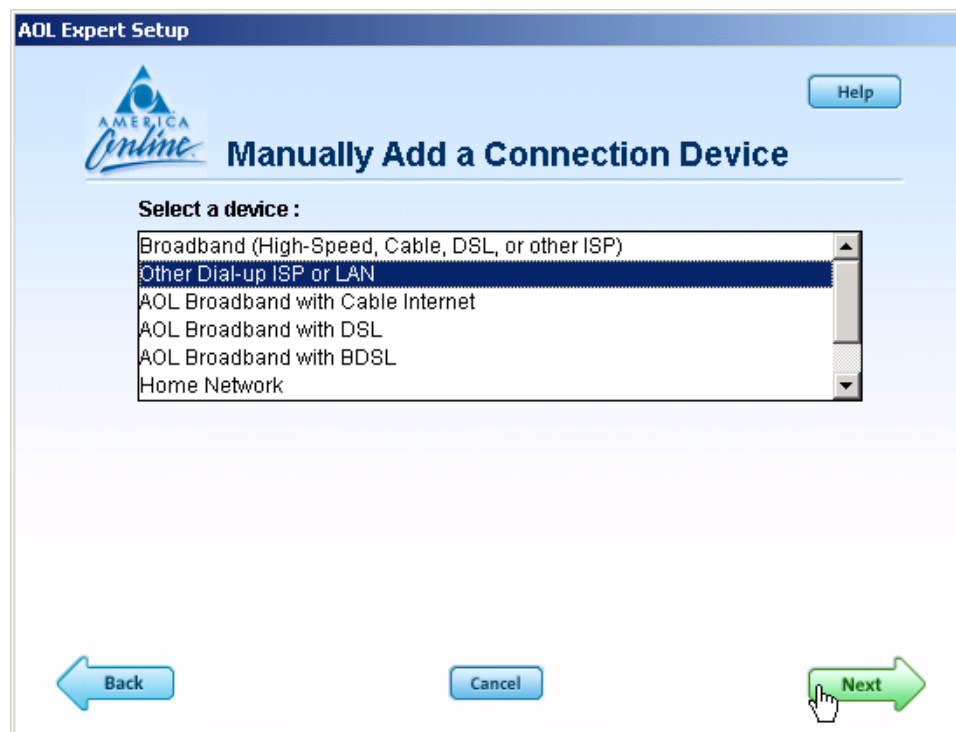 AOL Expert Setup
Help
AMERICA
Online.
Manually Add a Connection Device
Select a device :
Broadband (High-Speed, Cable, DSL, or other ISP)
Other Dial-up ISP or LAN
AOL Broadband with Cable Internet
AOL Broadband with DSL
AOL Broadband with BDSL
Home Network
Back
Cancel
Next